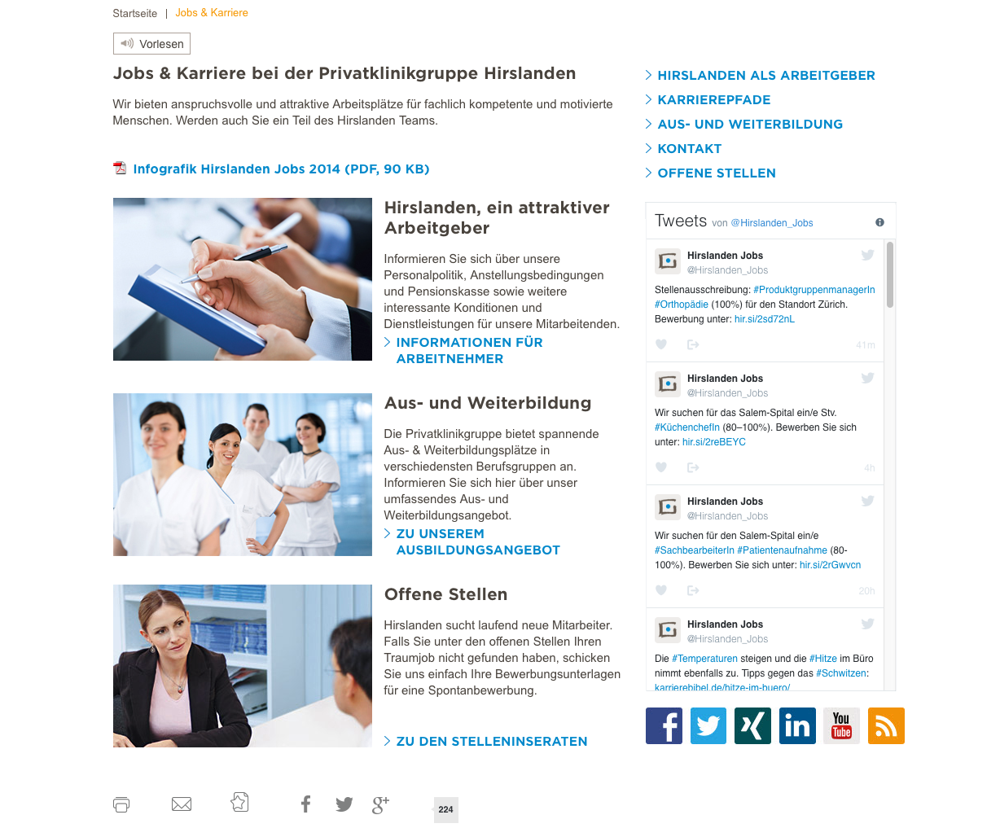 Startseite | Jobs & Karriere
Vorlesen
Jobs & Karriere bei der Privatklinikgruppe Hirslanden
Wir bieten anspruchsvolle und attraktive Arbeitsplätze für fachlich kompetente und motivierte
Menschen. Werden auch Sie ein Teil des Hirslanden Teams.
Infografik Hirslanden Jobs 2014 (PDF, 90 KB)
Hirslanden, ein attraktiver
Arbeitgeber
Informieren Sie sich über unsere
Personalpolitik, Anstellungsbedingungen
und Pensionskasse sowie weitere
interessante Konditionen und
Dienstleistungen für unsere Mitarbeitenden.
INFORMATIONEN FÜR
ARBEITNEHMER
Aus- und Weiterbildung
Die Privatklinikgruppe bietet spannende
Aus- & Weiterbildungsplätze in
verschiedensten Berufsgruppen an.
Informieren Sie sich hier über unser
umfassendes Aus- und
Weiterbildungsangebot.
ZU UNSEREM
AUSBILDUNGSANGEBOT
Offene Stellen
Hirslanden sucht laufend neue Mitarbeiter.
Falls Sie unter den offenen Stellen Ihren
Traumjob nicht gefunden haben, schicken
Sie uns einfach Ihre Bewerbungsunterlagen
für eine Spontanbewerbung.
ZU DEN STELLENINSERATEN
224
HIRSLANDEN ALS ARBEITGEBER
KARRIEREPFADE
AUS- UND WEITERBILDUNG
KONTAKT
OFFENE STELLEN
Tweets von @Hirslanden_Jobs
Hirslanden Jobs
@Hirslanden_Jobs
Stellenausschreibung: #ProduktgruppenmanagerIn
#Orthopädie (100%) für den Standort Zürich.
Bewerbung unter: hir.si/2sd72nL
41m
Hirslanden Jobs
@Hirslanden_Jobs
Wir suchen für das Salem-Spital ein/e Stv.
#KüchenchefIn (80–100%). Bewerben Sie sich
unter: hir.si/2reBEYC
4h
Hirslanden Jobs
@Hirslanden_Jobs
Wir suchen für den Salem-Spital ein/e
#SachbearbeiterIn #Patientenaufnahme (80-
100%). Bewerben Sie sich unter: hir.si/2rGwvcn
20h
Hirslanden Jobs
@Hirslanden_Jobs
Die #Temperaturen steigen und die #Hitze im Büro
nimmt ebenfalls zu. Tipps gegen das #Schwitzen:
karrierebibel.de/hitze-im-buero/
You
Tube